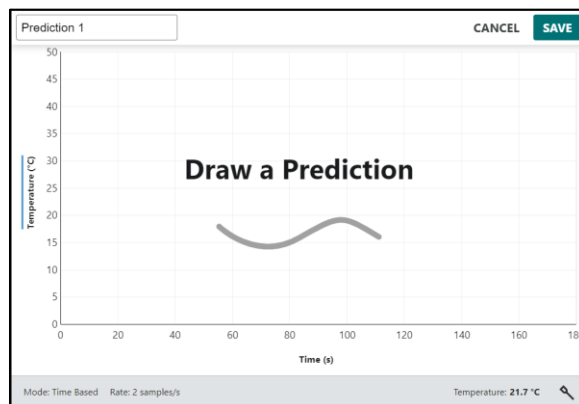 Prediction 1
CANCEL
SAVE
50
45
40
35
30
25
20
15
10
5
0
Temperature (°C)
Draw a Prediction
0 20 40 60 80 100 120 140 160 180
Time (s)
Mode: Time Based Rate: 2 samples/s Temperature: 21.7 °C